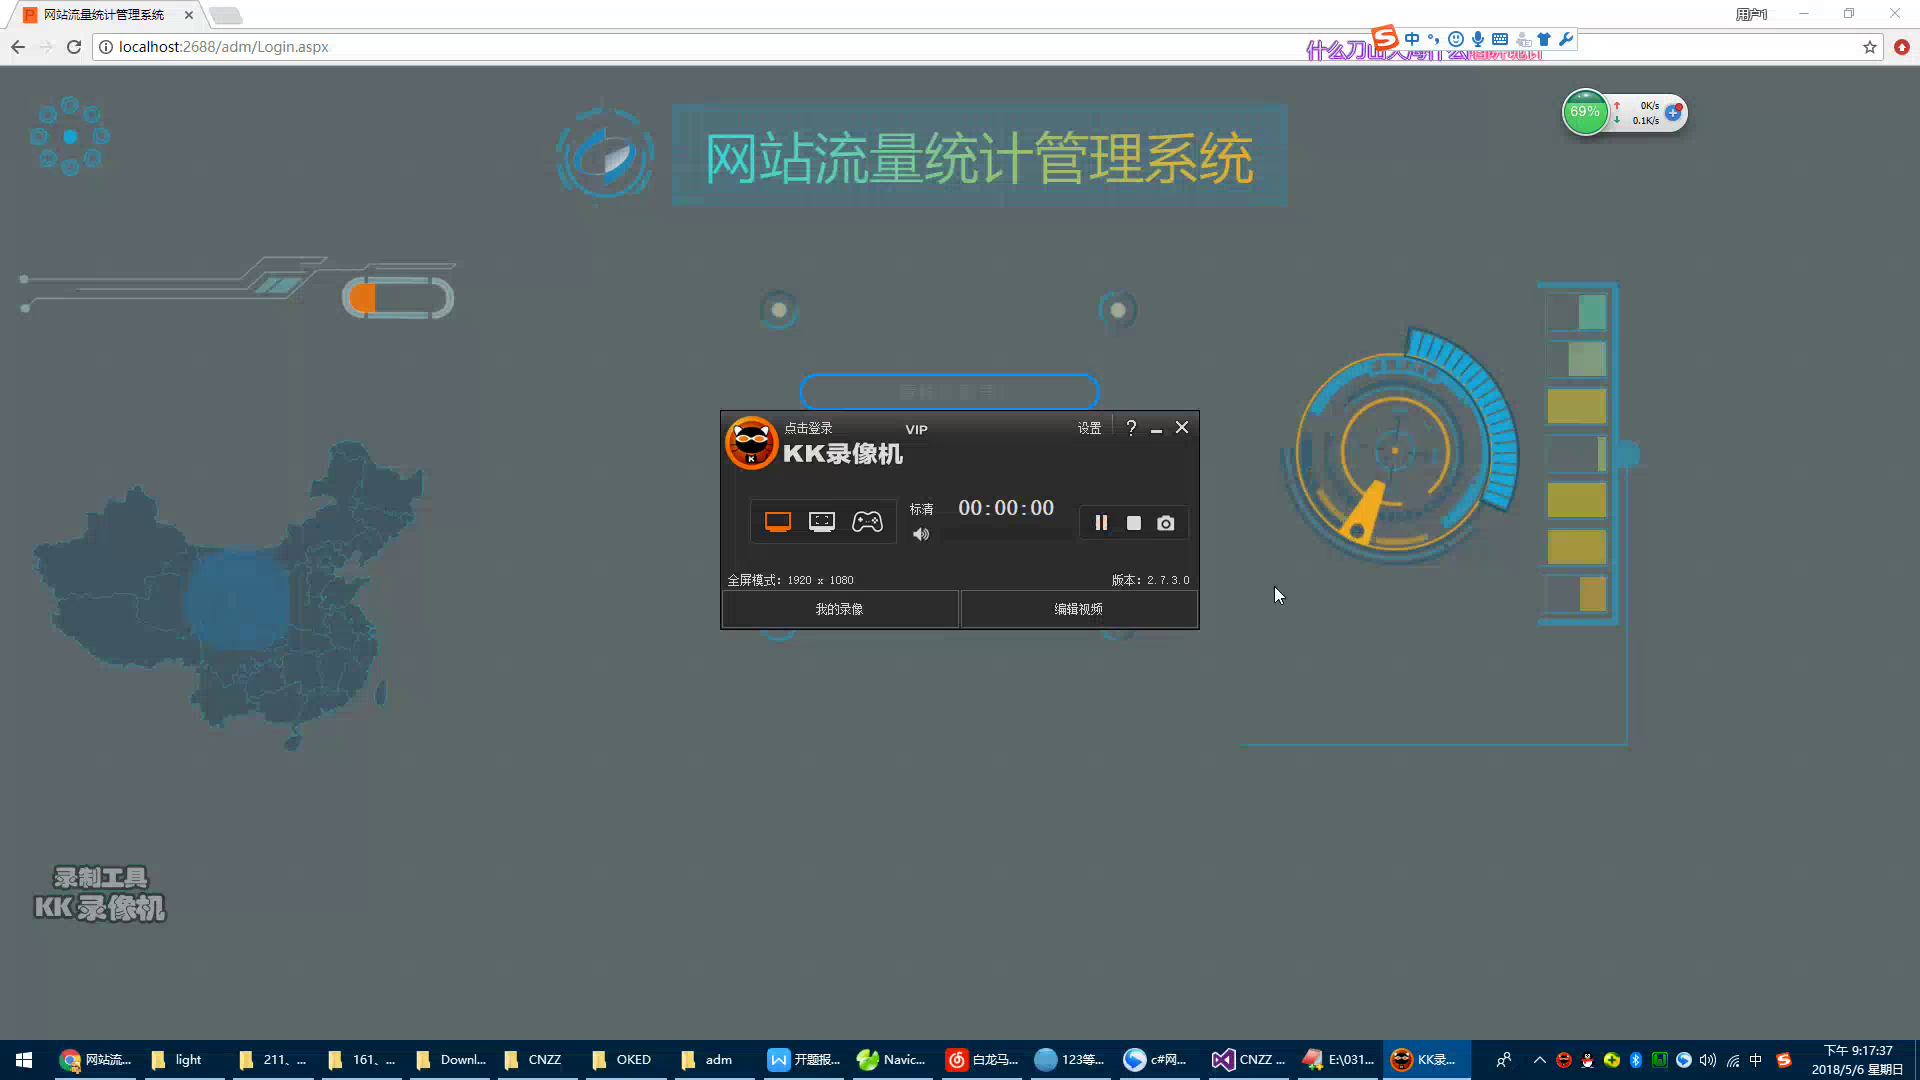 网站流量统计管理系统
用户1
localhost:2688/adm/Login.aspx
中
69%
0K/s
0.1K/s
网站流量统计管理系统
点击登录
VIP
设置
?
KK录像机
标清
00:00:00
全屏模式：1920 x 1080
版本：2.7.3.0
我的录像
编辑视频
录制工具
KK 录像机
网站流...
light
211、...
161、...
Downl...
CNZZ
OKED
adm
开题报...
Navic...
白龙马...
123等...
c#网...
CNZZ ...
E:\031...
KK录...
中
下午 9:17:37
2018/5/6 星期日